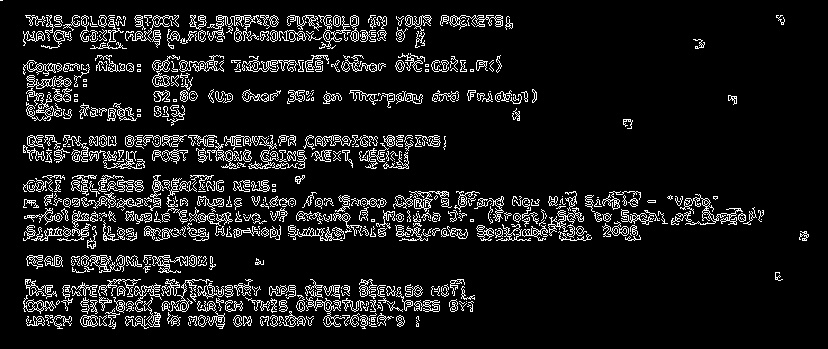 THIS GOLDEN STOCK IS SURE TO PUT GOLD IN YOUR POCKETS!
WATCH GDKI MAKE A MOVE ON MONDAY OCTOBER 9 !
Company Name: GOLDMARK INDUSTRIES (Other OTC:GDKI.PK)
Symbol: GDKI
Price: $2.80 (Up Over 35% on Thursday and Friday!)
Target: $15!
GET IN NOW BEFORE THE HEAVY PR CAMPAIGN BEGINS!
THIS GEM WILL POST STRONG GAINS NEXT WEEK!!
GDKI RELEASES BREAKING NEWS:
- Frost Appears in Music Video for Snoop Dogg's Brand New Hit Single - "Vato"
- Goldmark Music Executive VP Arturo R. Molina Jr. (Frost) Set to Speak at Russell
Simmons' Los Angeles Hip-Hop Summit This Saturday September 30, 2006
READ MORE ONLINE NOW!
THE ENTERTAINMENT INDUSTRY HAS NEVER BEEN SO HOT!
DON'T SIT BACK AND WATCH THIS OPPORTUNITY PASS BY!
WATCH GDKI MAKE A MOVE ON MONDAY OCTOBER 9 !